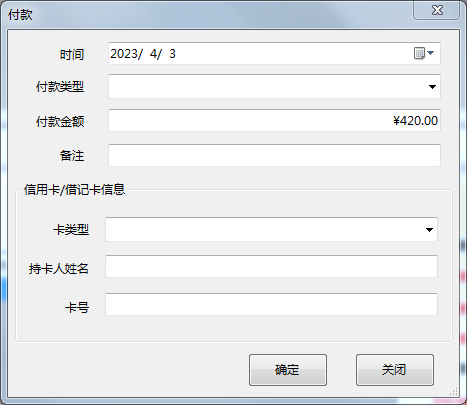 付款
时间 2023/ 4/ 3
付款类型
付款金额 ¥420.00
备注
信用卡/借记卡信息
卡类型
持卡人姓名
卡号
确定 关闭